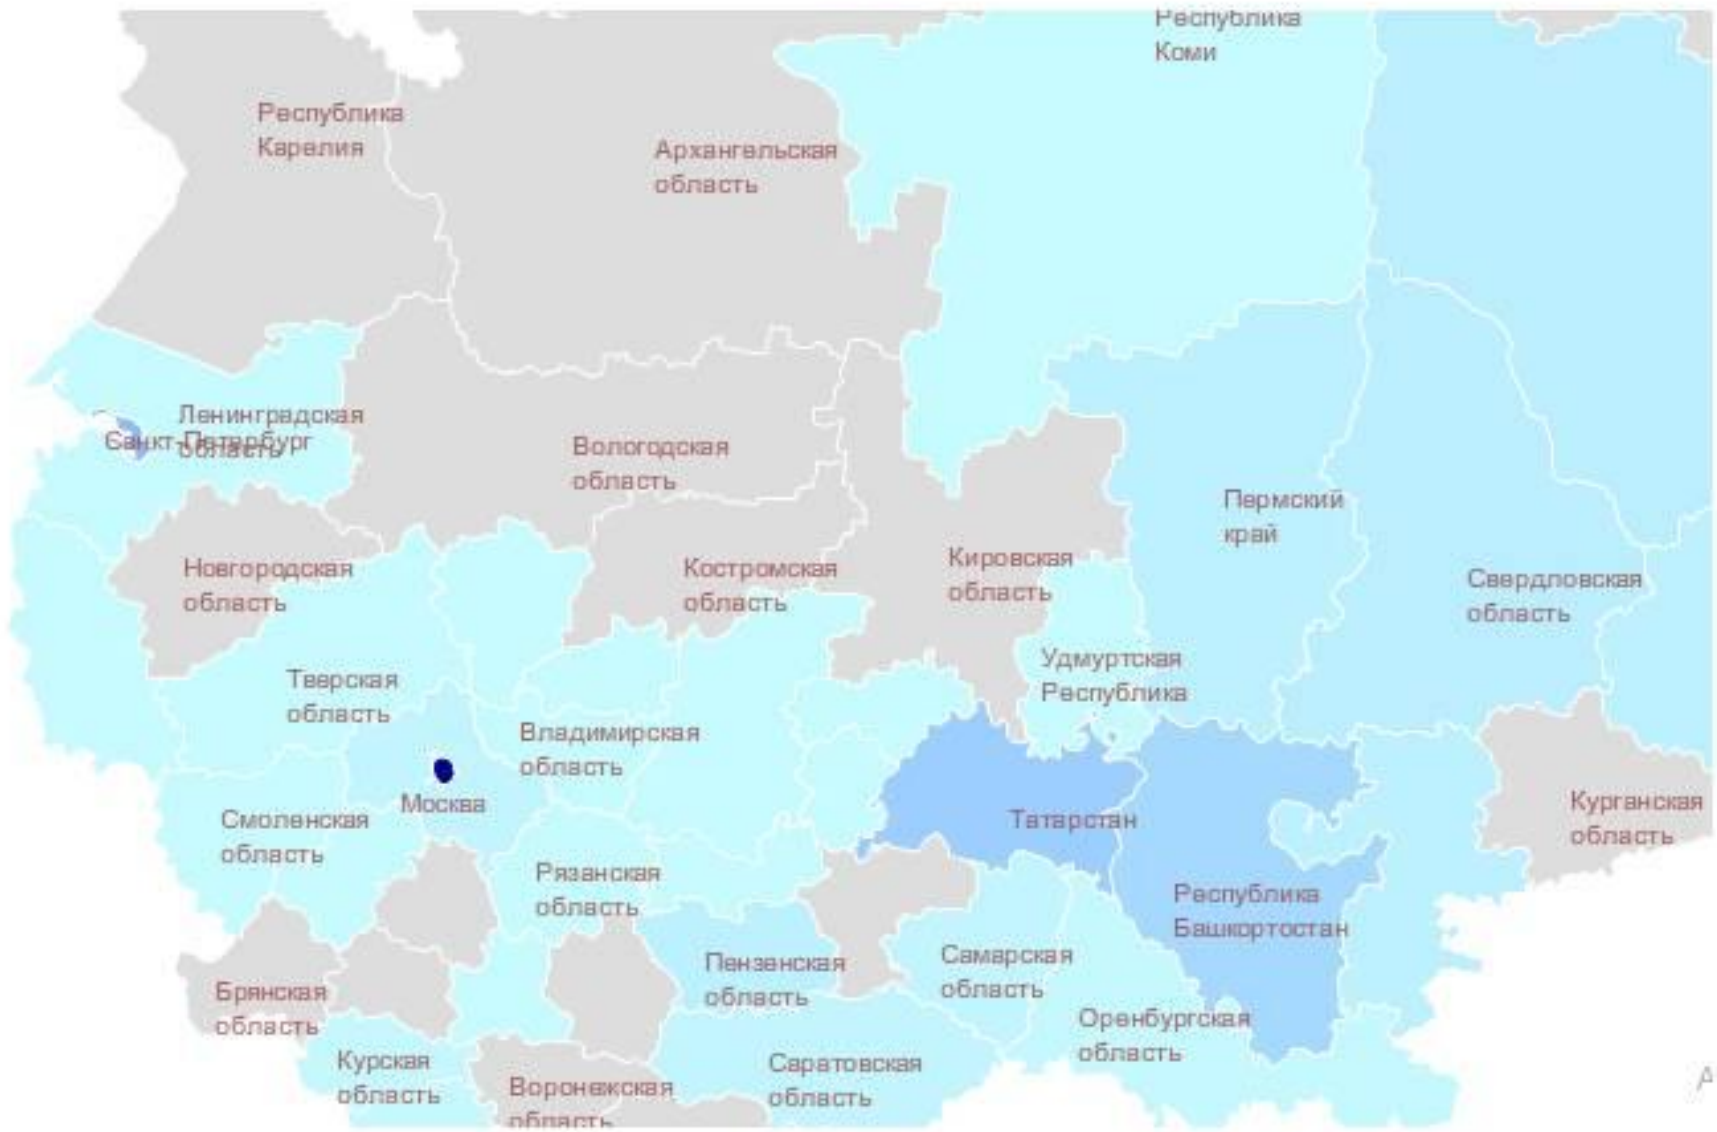 Республика
Коми
Республика
Карелия
Архангельская
область
Ленинградская
область
Санкт-Петербург
Вологодская
область
Пермский
край
Новгородская
область
Костромская
область
Кировская
область
Свердловская
область
Удмуртская
Республика
Тверская
область
Владимирская
область
Москва
Смоленская
область
Татарстан
Курганская
область
Рязанская
область
Республика
Башкортостан
Пензенская
область
Самарская
область
Брянская
область
Оренбургская
область
Курская
область
Саратовская
область
Воронежская
область